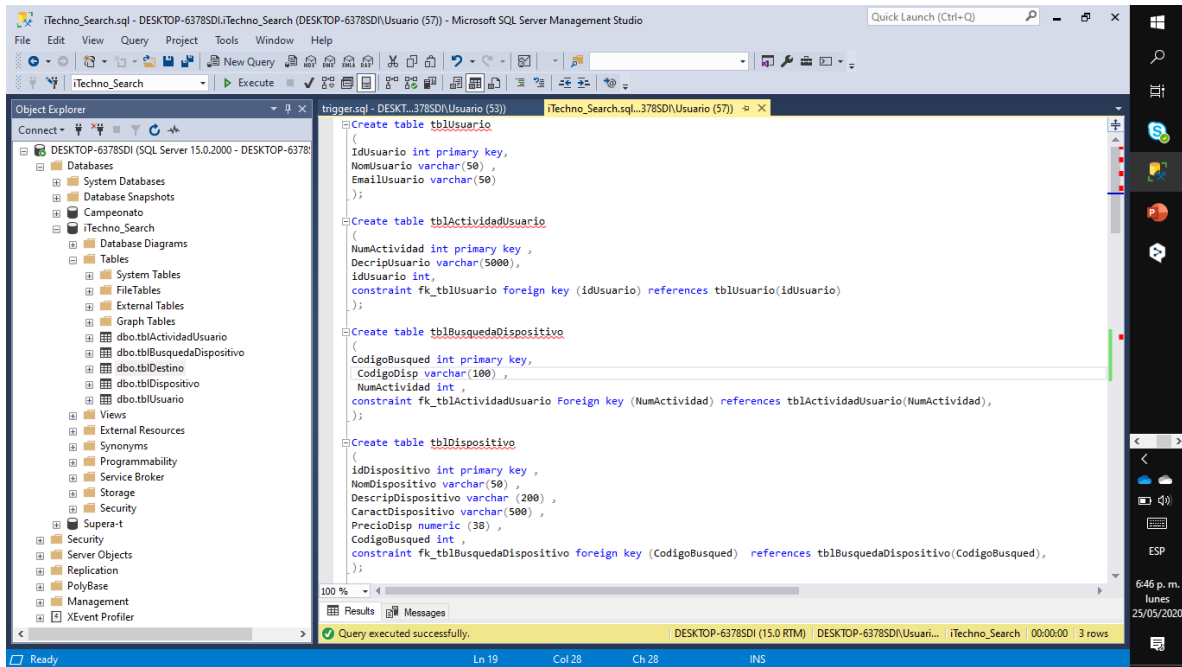 iTechno_Search.sql - DESKTOP-6378SDI.iTechno_Search (DESKTOP-6378SDI\Usuario (57)) - Microsoft SQL Server Management Studio
Quick Launch (Ctrl+Q)
File Edit View Query Project Tools Window Help
New Query
iTechno_Search
Execute
Object Explorer
Connect
DESKTOP-6378SDI (SQL Server 15.0.2000 - DESKTOP-6378S
Databases
System Databases
Database Snapshots
Campeonato
iTechno_Search
Database Diagrams
Tables
System Tables
FileTables
External Tables
Graph Tables
dbo.tblActividadUsuario
dbo.tblBusquedaDispositivo
dbo.tblDestino
dbo.tblDispositivo
dbo.tblUsuario
Views
External Resources
Synonyms
Programmability
Service Broker
Storage
Security
Supera-t
Security
Server Objects
Replication
PolyBase
Management
XEvent Profiler
trigger.sql - DESKT...378SDI\Usuario (53))
iTechno_Search.sql...378SDI\Usuario (57))
Create table tblUsuario
(
IdUsuario int primary key,
NomUsuario varchar(50) ,
EmailUsuario varchar(50)
);
Create table tblActividadUsuario
(
NumActividad int primary key ,
DecripUsuario varchar(5000),
idUsuario int,
constraint fk_tblUsuario foreign key (idUsuario) references tblUsuario(idUsuario)
);
Create table tblBusquedaDispositivo
(
CodigoBusqued int primary key,
CodigoDisp varchar(100) ,
NumActividad int ,
constraint fk_tblActividadUsuario Foreign key (NumActividad) references tblActividadUsuario(NumActividad),
);
Create table tblDispositivo
(
idDispositivo int primary key ,
NomDispositivo varchar(50) ,
DescripDispositivo varchar (200) ,
CaractDispositivo varchar(500) ,
PrecioDisp numeric (38) ,
CodigoBusqued int ,
constraint fk_tblBusquedaDispositivo foreign key (CodigoBusqued) references tblBusquedaDispositivo(CodigoBusqued),
);
100 %
Results Messages
Query executed successfully.
DESKTOP-6378SDI (15.0 RTM) DESKTOP-6378SDI\Usuari... iTechno_Search 00:00:00 3 rows
Ready
Ln 19 Col 28 Ch 28 INS
ESP
6:46 p. m.
lunes
25/05/2020